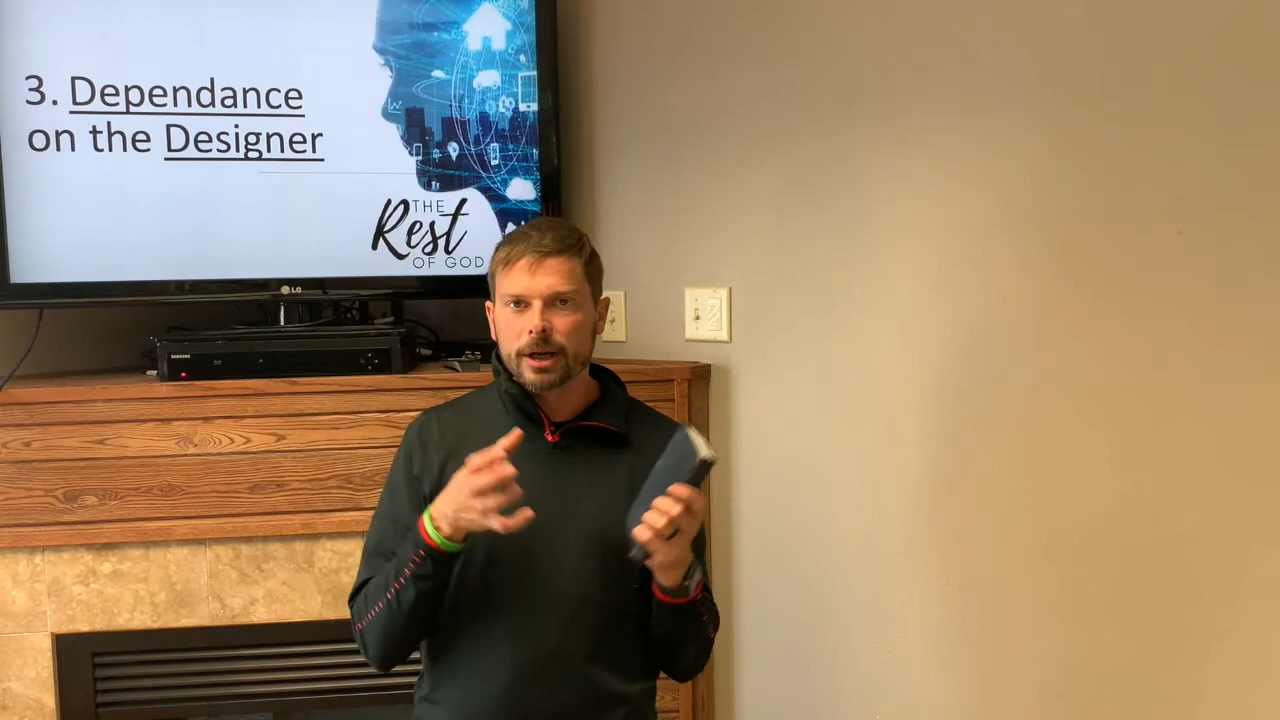 3. Dependance
on the Designer
THE
Rest
OF GOD
LG
SAMSUNG